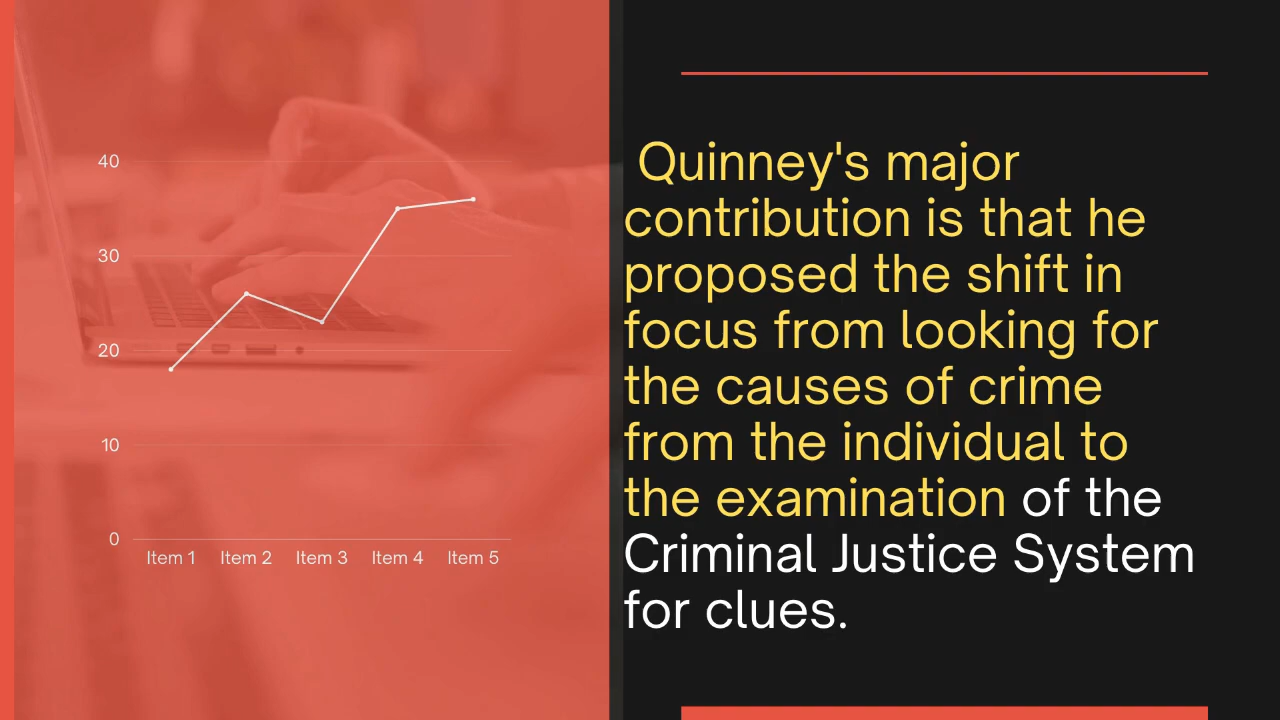 40
30
20
10
0
Item 1 Item 2 Item 3 Item 4 Item 5
Quinney's major
contribution is that he
proposed the shift in
focus from looking for
the causes of crime
from the individual to
the examination of the
Criminal Justice System
for clues.